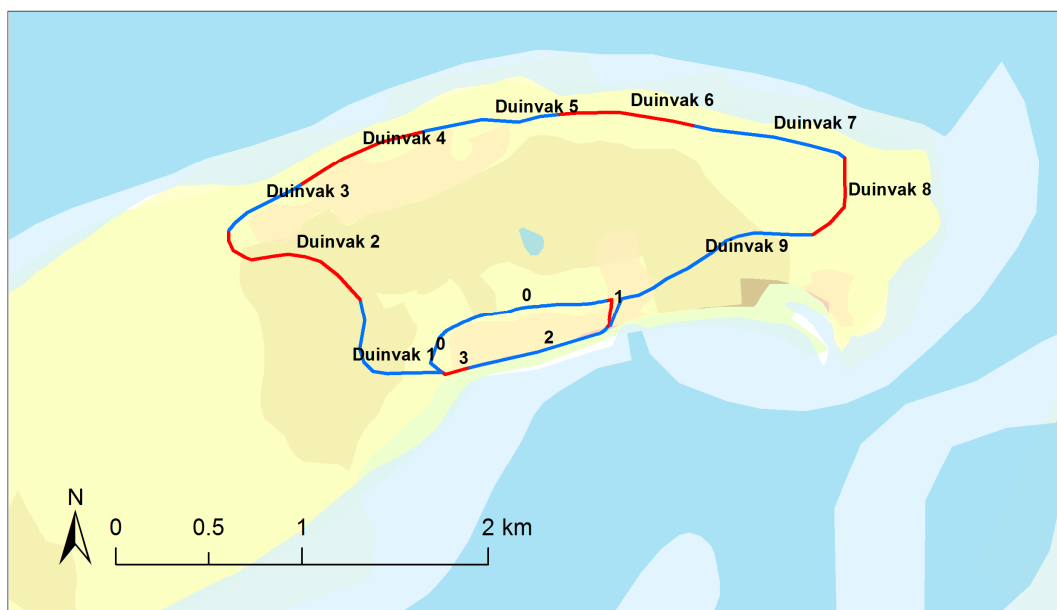 Duinvak 5
Duinvak 6
Duinvak 7
Duinvak 4
Duinvak 3
Duinvak 8
Duinvak 2
Duinvak 9
0
1
0
2
Duinvak 1
3
N
0 0.5 1 2 km